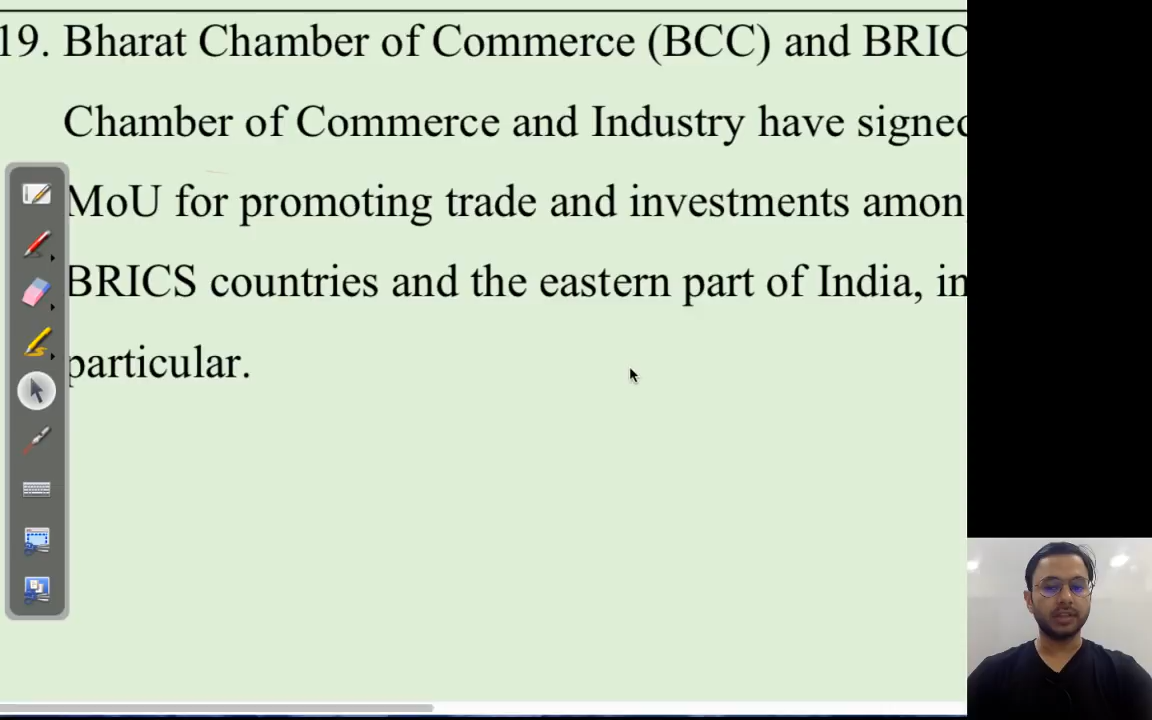 19. Bharat Chamber of Commerce (BCC) and BRIC
Chamber of Commerce and Industry have signed
MoU for promoting trade and investments among
BRICS countries and the eastern part of India, in
particular.